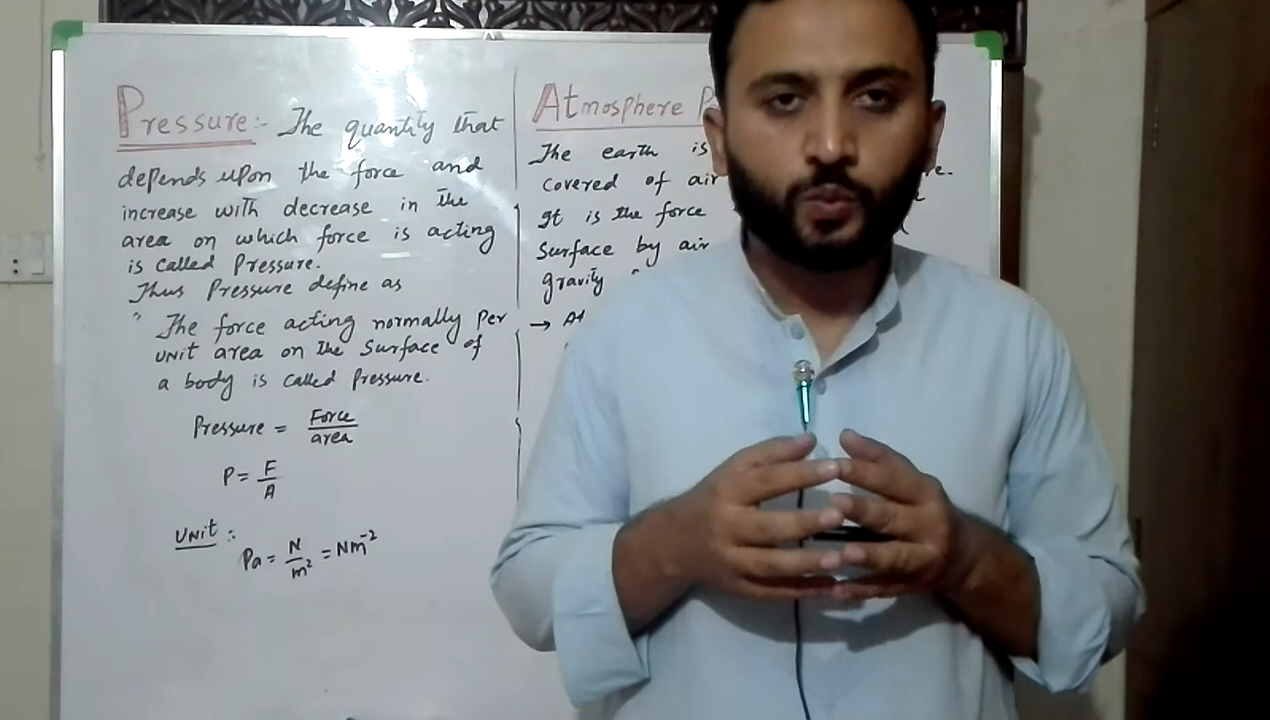 Pressure:- The quantity that
depends upon the force and
increase with decrease in the
area on which force is acting
is called Pressure.
Thus Pressure define as
" The force acting normally Per
unit area on the surface of
a body is called Pressure.
Pressure = Force / area
P = F / A
Unit :
Pa = N / m² = Nm⁻²
Atmosphere P
The earth is
covered of air
It is the force
Surface by air
gravity
→ At